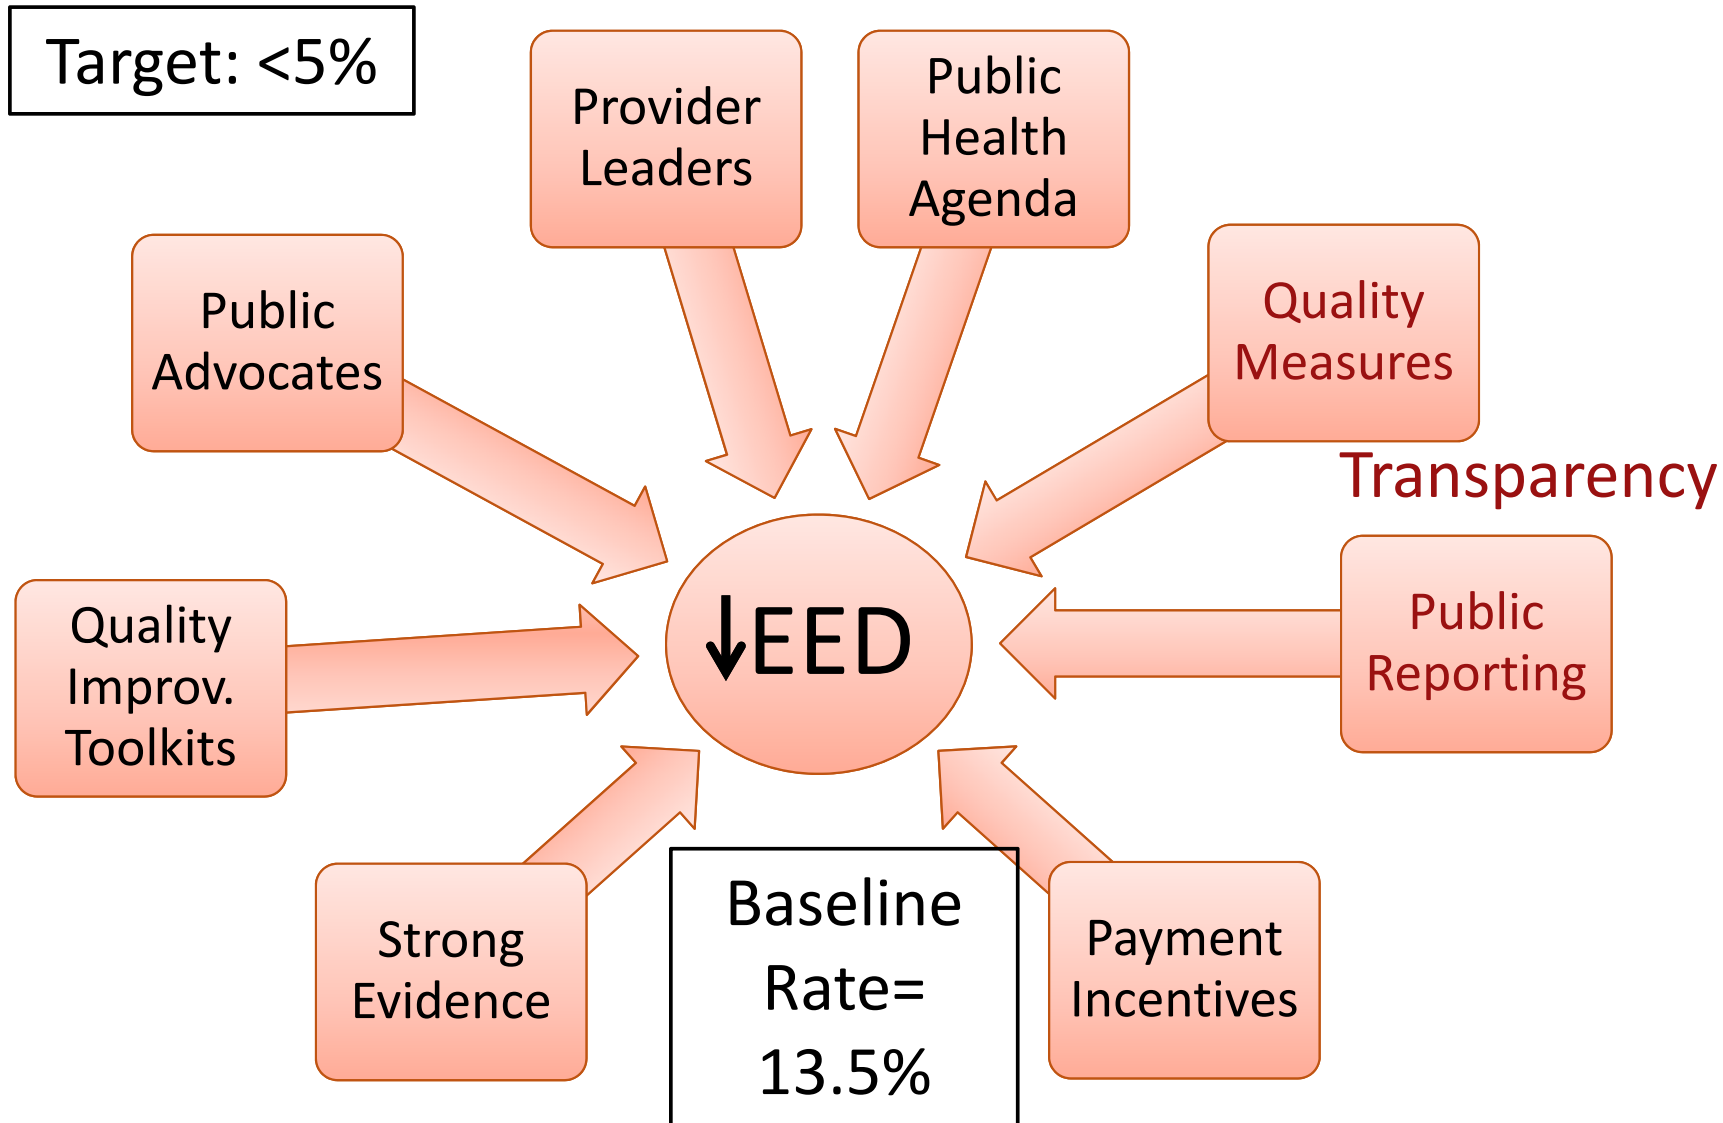 Target: <5%
Provider
Leaders
Public
Health
Agenda
Public
Advocates
Quality
Measures
Transparency
Quality
Improv.
Toolkits
↓EED
Public
Reporting
Strong
Evidence
Baseline
Rate=
13.5%
Payment
Incentives